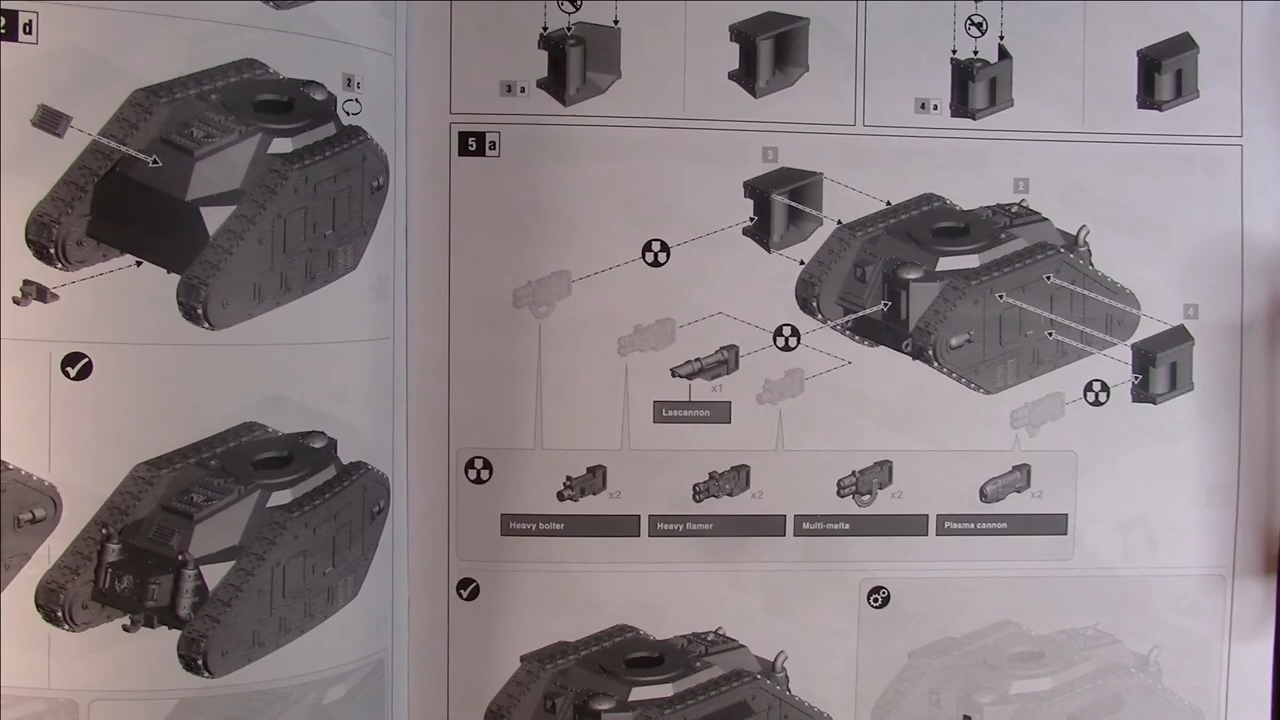 2 d
2 c
3 a
4 a
5 a
3
2
4
x1
Lascannon
x2
x2
x2
x2
Heavy bolter
Heavy flamer
Multi-melta
Plasma cannon